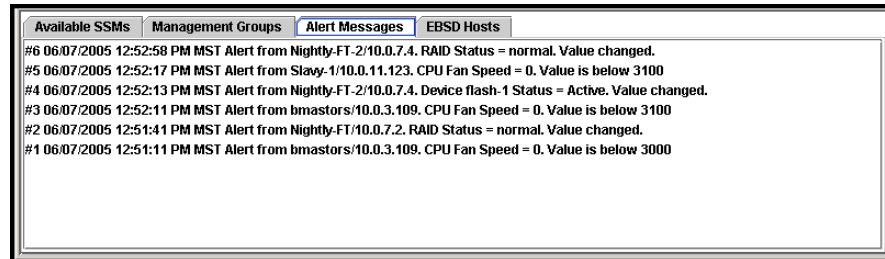 Available SSMs Management Groups Alert Messages EBSD Hosts
#6 06/07/2005 12:52:58 PM MST Alert from Nightly-FT-2/10.0.7.4. RAID Status = normal. Value changed.
#5 06/07/2005 12:52:17 PM MST Alert from Slavy-1/10.0.11.123. CPU Fan Speed = 0. Value is below 3100
#4 06/07/2005 12:52:13 PM MST Alert from Nightly-FT-2/10.0.7.4. Device flash-1 Status = Active. Value changed.
#3 06/07/2005 12:52:11 PM MST Alert from bmastors/10.0.3.109. CPU Fan Speed = 0. Value is below 3100
#2 06/07/2005 12:51:41 PM MST Alert from Nightly-FT/10.0.7.2. RAID Status = normal. Value changed.
#1 06/07/2005 12:51:11 PM MST Alert from bmastors/10.0.3.109. CPU Fan Speed = 0. Value is below 3000